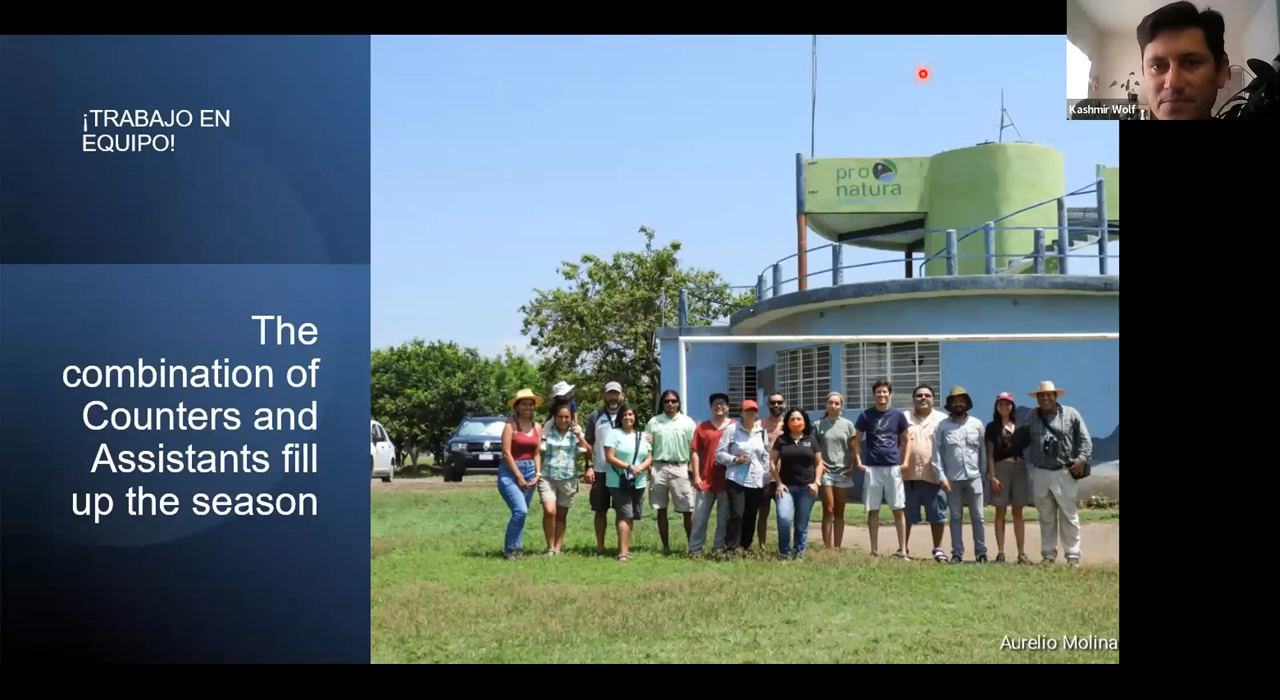 ¡TRABAJO EN
EQUIPO!
The
combination of
Counters and
Assistants fill
up the season
pro
natura
Kashmir Wolf
Aurelio Molina